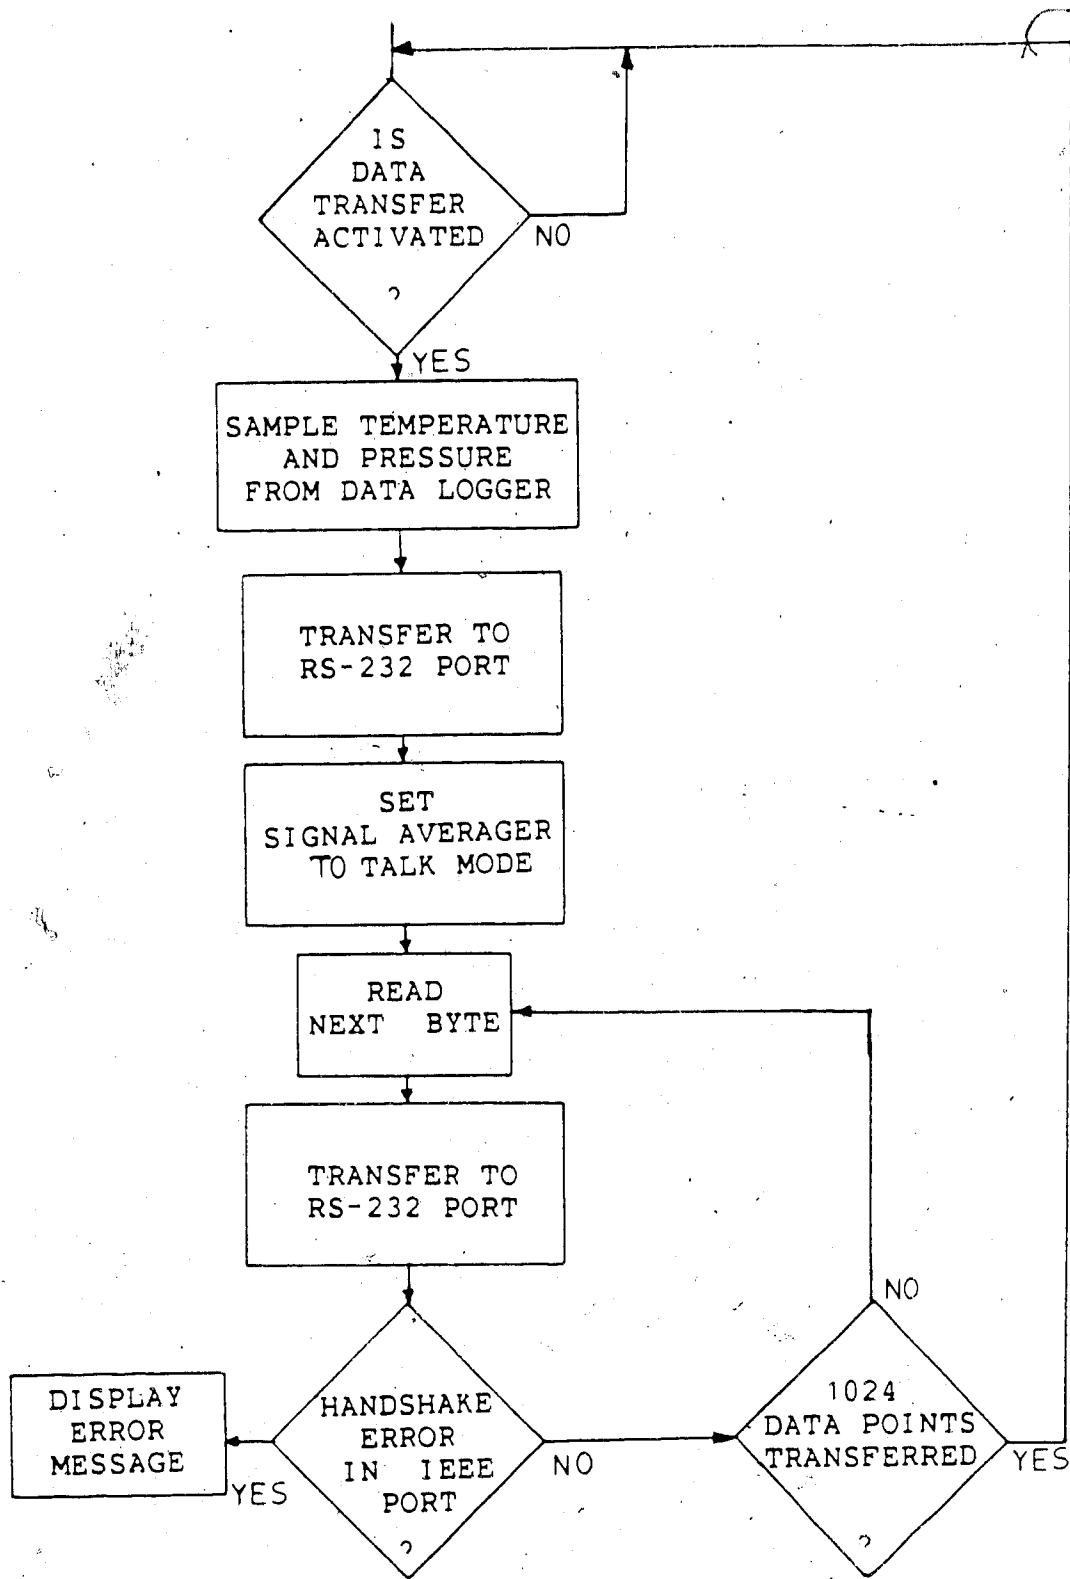 IS
DATA
TRANSFER
ACTIVATED
?
NO
YES
SAMPLE TEMPERATURE
AND PRESSURE
FROM DATA LOGGER
TRANSFER TO
RS-232 PORT
SET
SIGNAL AVERAGER
TO TALK MODE
READ
NEXT BYTE
TRANSFER TO
RS-232 PORT
HANDSHAKE
ERROR
IN IEEE
PORT
?
YES
DISPLAY
ERROR
MESSAGE
NO
1024
DATA POINTS
TRANSFERRED
?
NO
YES